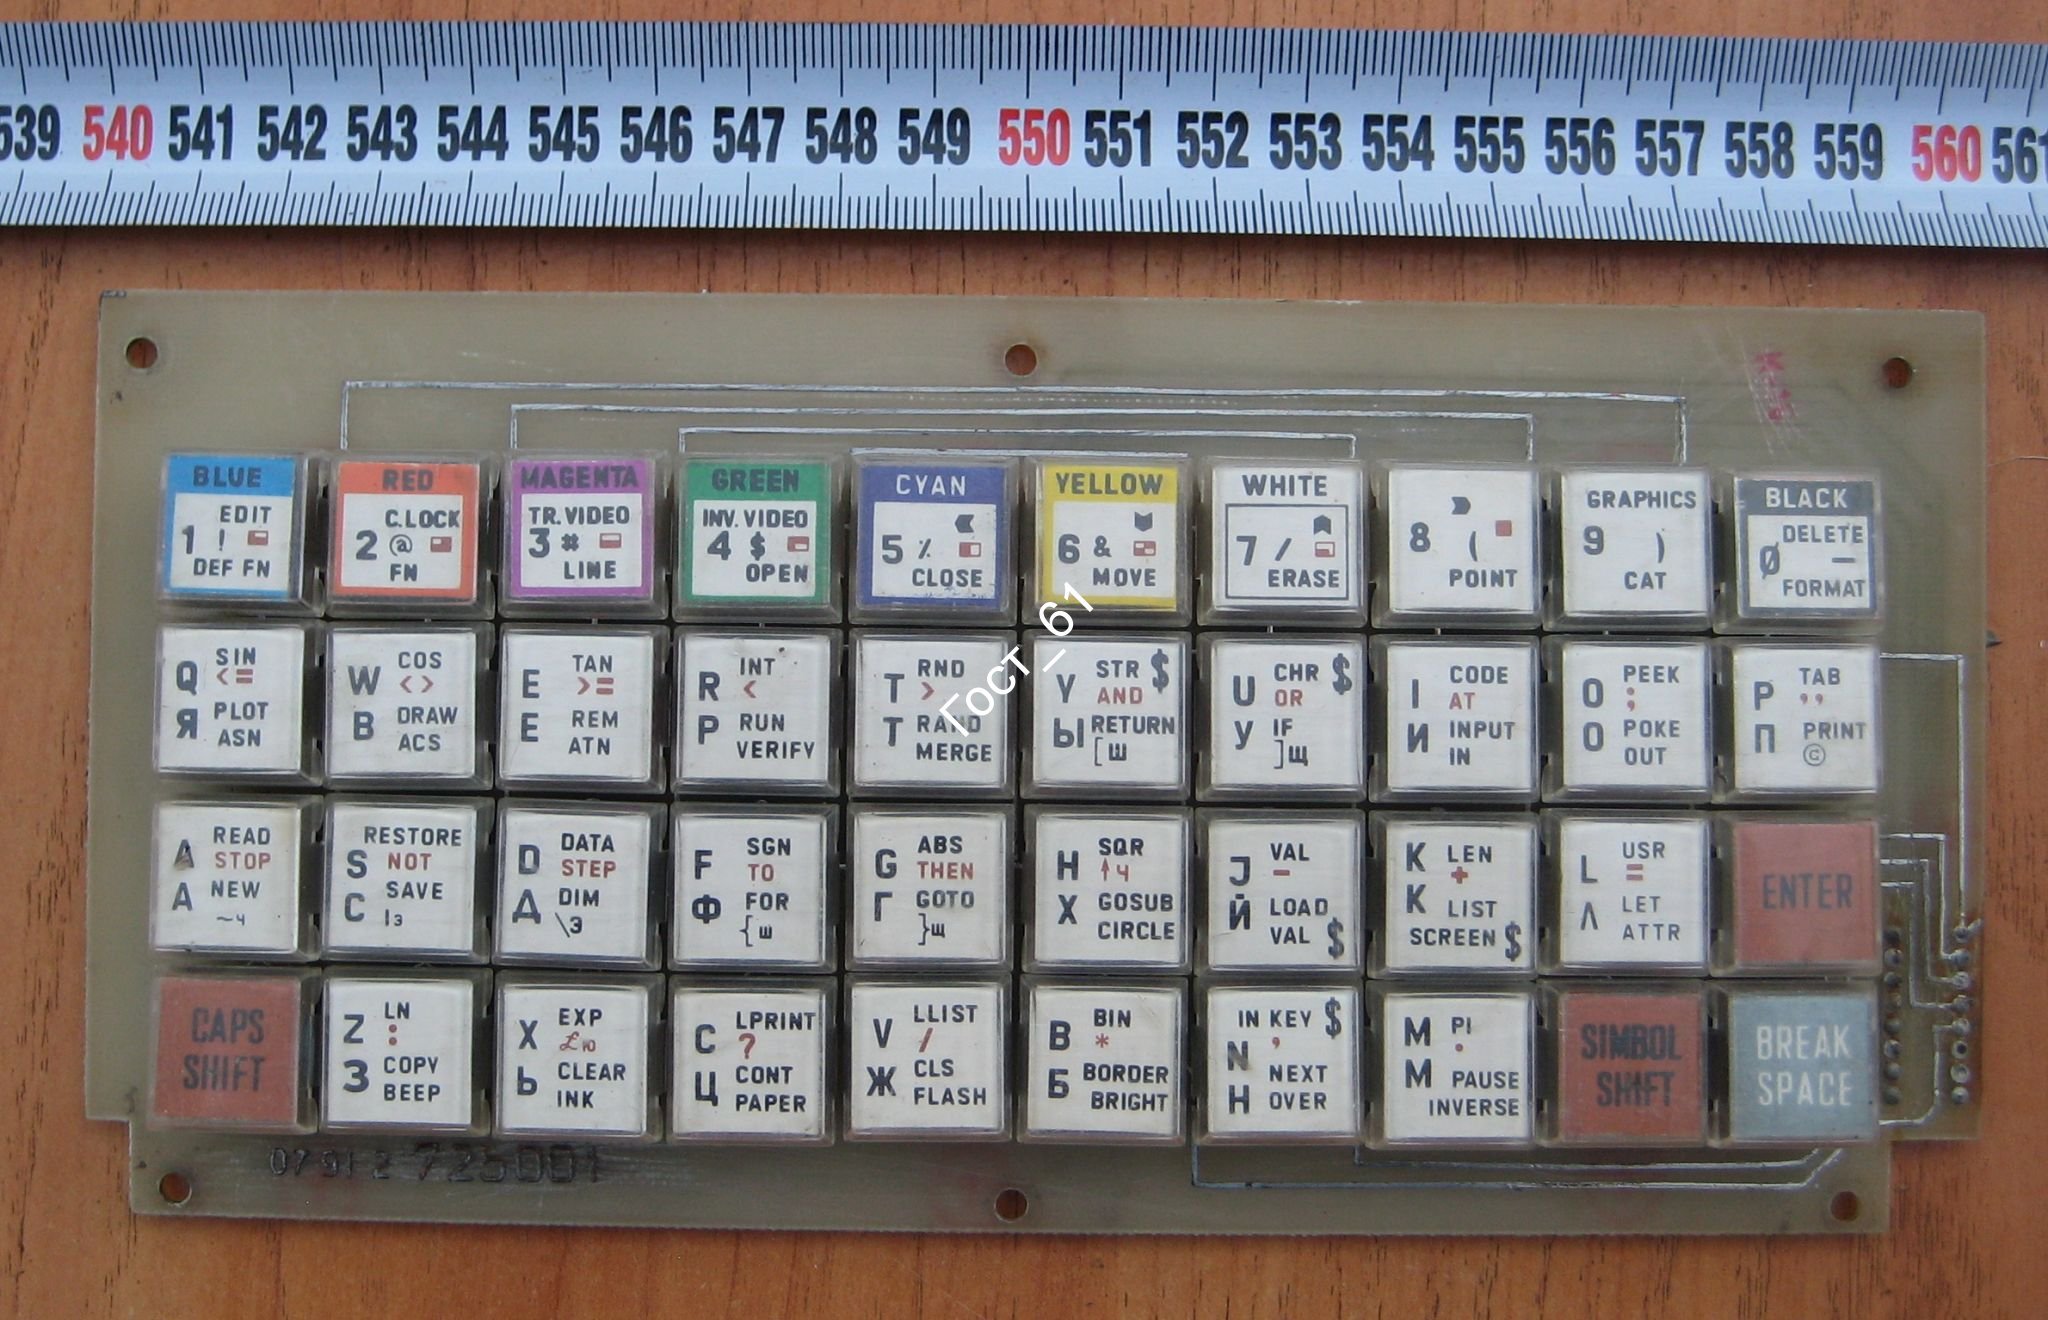 539 540 541 542 543 544 545 546 547 548 549 550 551 552 553 554 555 556 557 558 559 560 561
BLUE
EDIT
1 !
DEF FN
RED
C.LOCK
2 @
FN
MAGENTA
TR.VIDEO
3 #
LINE
GREEN
INV. VIDEO
4 $
OPEN
CYAN
5 %
CLOSE
YELLOW
6 &
MOVE
WHITE
7 /
ERASE
8 (
POINT
GRAPHICS
9 )
CAT
BLACK
DELETE
Ø –
FORMAT
Q SIN
<=
Я PLOT
ASN
W COS
<>
В DRAW
ACS
E TAN
>=
Е REM
ATN
R INT
<
Р RUN
VERIFY
T RND
>
Т RAND
MERGE
Y STR $
AND
Ы RETURN
[ Ш
U CHR $
OR
У IF
] Щ
I CODE
AT
И INPUT
IN
O PEEK
;
О POKE
OUT
P TAB
,,
П PRINT
©
Гост_61
A READ
STOP
А NEW
~ Ч
RESTORE
S NOT
С SAVE
| Э
D DATA
STEP
Д DIM
\ Э
F SGN
TO
Ф FOR
{ Ш
G ABS
THEN
Г GOTO
} Щ
H SQR
↑ Ч
Х GOSUB
CIRCLE
J VAL
–
Й LOAD
VAL $
K LEN
+
К LIST
SCREEN $
L USR
=
Л LET
ATTR
ENTER
CAPS
SHIFT
Z LN
:
З COPY
BEEP
X EXP
£ 10
Ь CLEAR
INK
C LPRINT
?
Ц CONT
PAPER
V LLIST
/
Ж CLS
FLASH
B BIN
*
Б BORDER
BRIGHT
IN KEY $
N ,
NEXT
Н OVER
M PI
.
М PAUSE
INVERSE
SIMBOL
SHIFT
BREAK
SPACE
07 91 2 725001